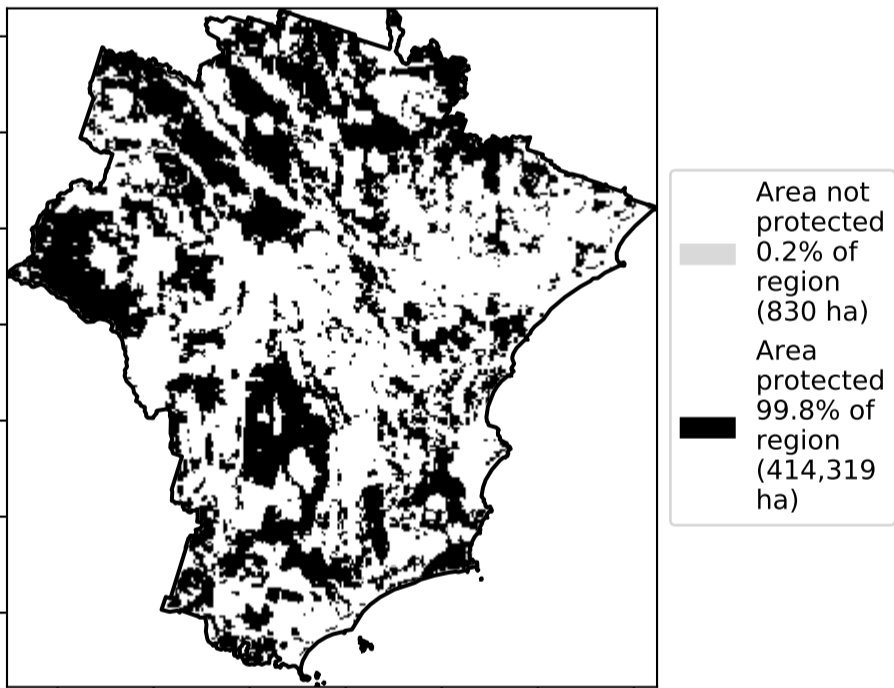 Area not
protected
0.2% of
region
(830 ha)
Area
protected
99.8% of
region
(414,319
ha)